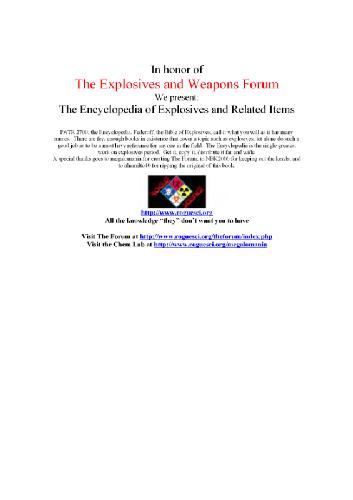 In honor of
The Explosives and Weapons Forum
We present,
The Encyclopedia of Explosives and Related Items
PATR 2700, the Encyclopedia, Federoff, the Bible of Explosives, call it what you will as it has many
names. There are few enough books in existence that cover a topic such as explosives, let alone do such a
good job as to be a must have reference for anyone in the field. The Encyclopedia is the single greatest
work on explosives period. Get it, copy it, distribute it far and wide.
A special thanks goes to megalomania for creating The Forum, to NBK2000 for keeping out the kewls, and
to
for ripping the original of this book.
http://www.roguesci.org
All the knowledge “they” don’t want you to have
Visit The Forum at http://www.roguesci.org/theforum/index.php
Visit the Chem Lab at http://www.roguesci.org/megalomania